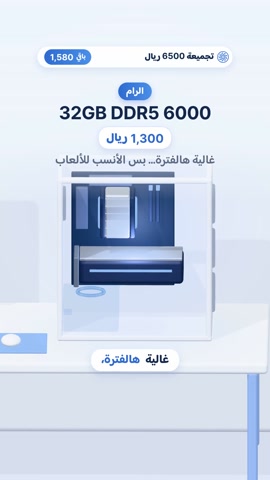 تجميعة 6500 ريال
باقي 1,580
الرام
32GB DDR5 6000
1,300 ريال
غالية هالفترة... بس الأنسب للألعاب
غالية هالفترة،